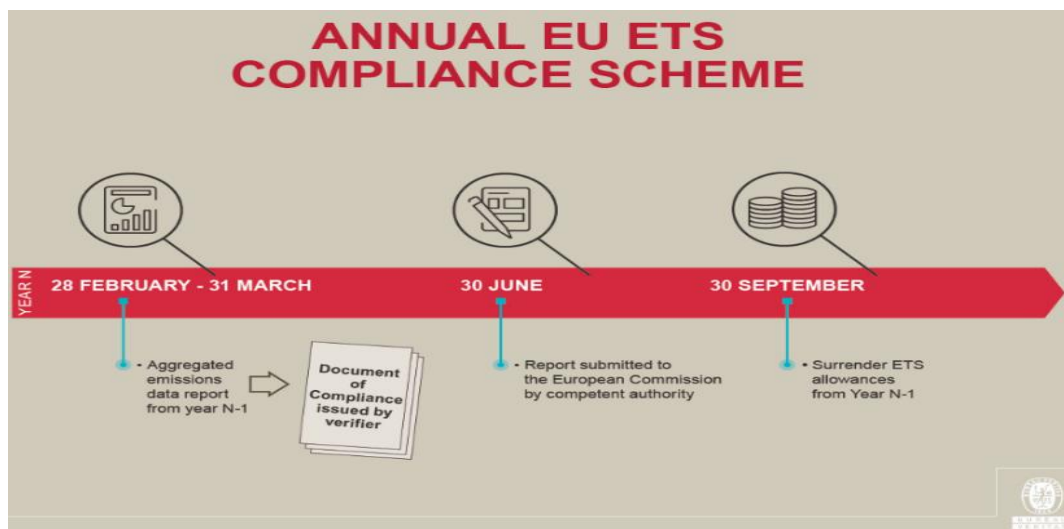 ANNUAL EU ETS
COMPLIANCE SCHEME
YEAR N
28 FEBRUARY - 31 MARCH
30 JUNE
30 SEPTEMBER
• Aggregated
emissions
data report
from year N-1
Document
of
Compliance
issued by
verifier
• Report submitted to
the European Commission
by competent authority
• Surrender ETS
allowances
from Year N-1